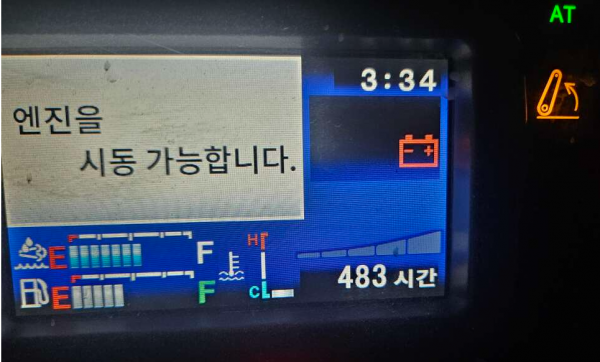 AT
3:34
엔진을
시동 가능합니다.
- +
E F
H
E F
C
483 시간